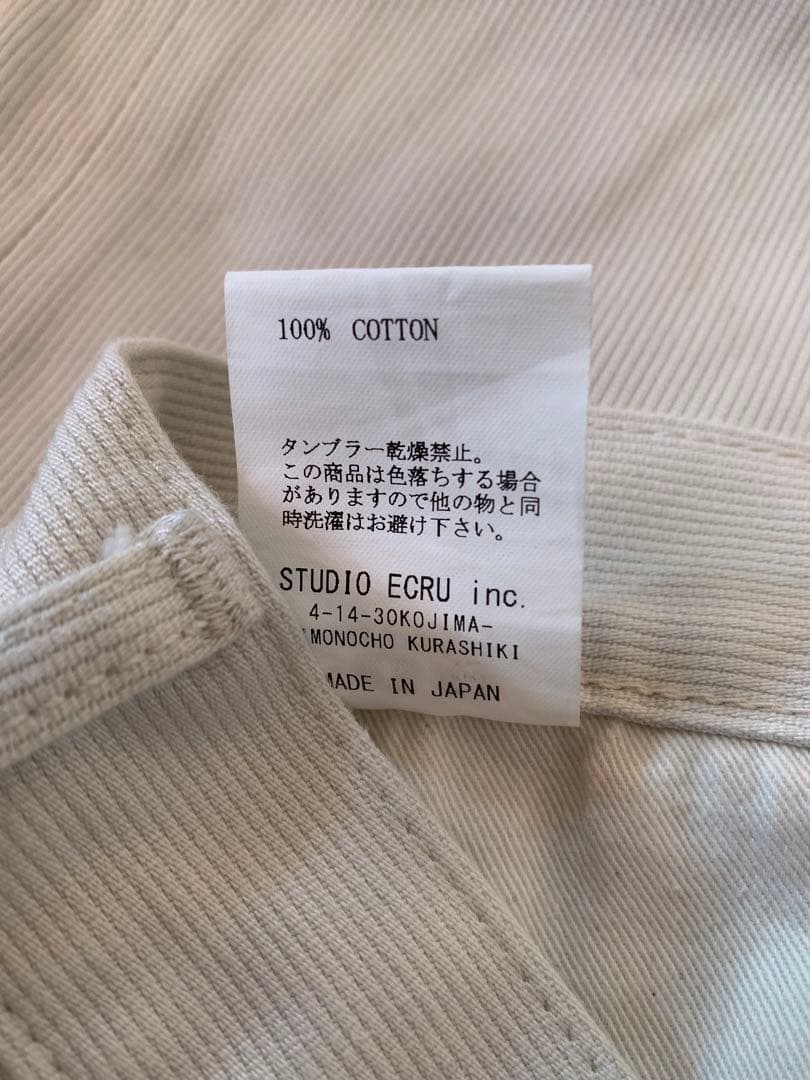 100% COTTON
タンブラー乾燥禁止。
この商品は色落ちする場合
がありますので他の物と同
時洗濯はお避け下さい。
STUDIO ECRU inc.
4-14-30KOJIMA-
MONOCHO KURASHIKI
MADE IN JAPAN